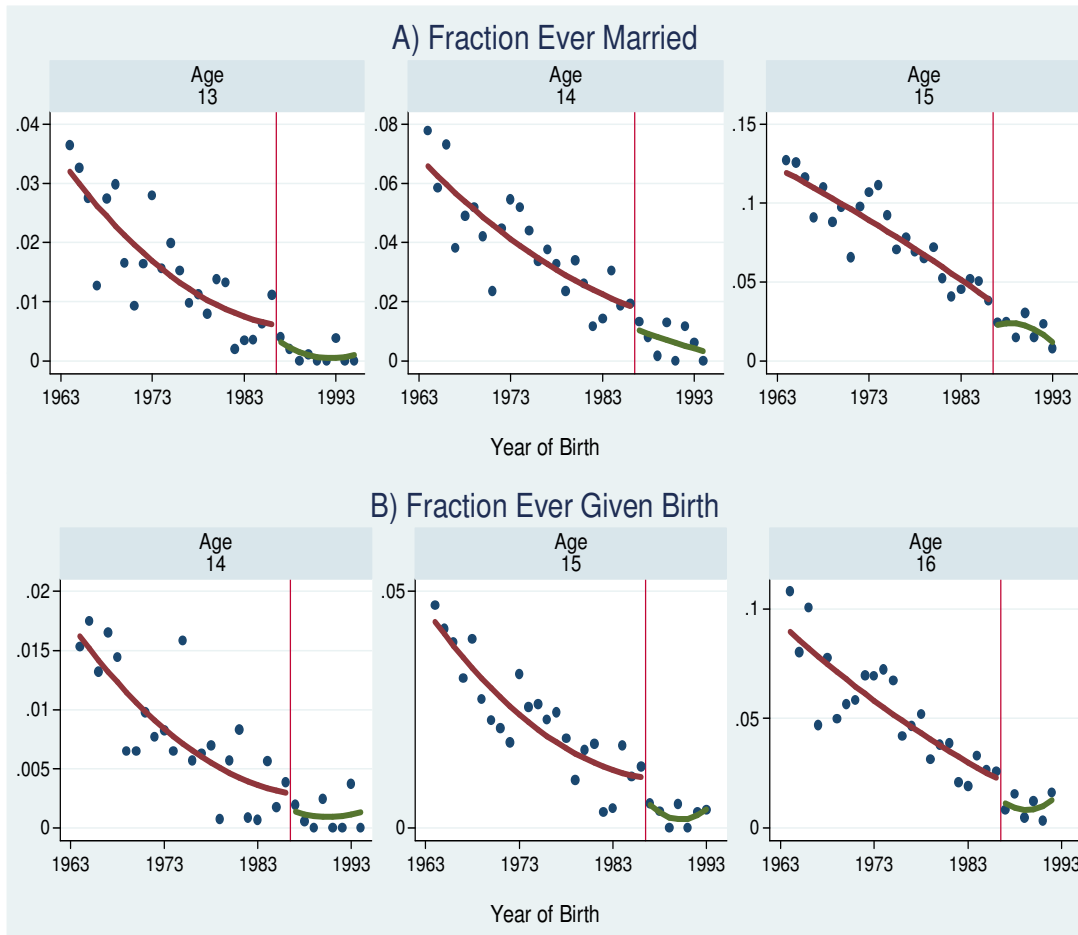 A) Fraction Ever Married
Age
13
Age
14
Age
15
.04
.03
.02
.01
0
.08
.06
.04
.02
0
.15
.1
.05
0
1963 1973 1983 1993
1963 1973 1983 1993
1963 1973 1983 1993
Year of Birth
B) Fraction Ever Given Birth
Age
14
Age
15
Age
16
.02
.015
.01
.005
0
.05
0
.1
.05
0
1963 1973 1983 1993
1963 1973 1983 1993
1963 1973 1983 1993
Year of Birth